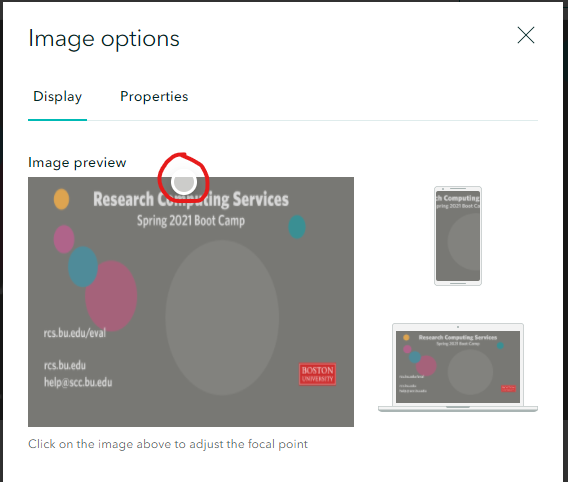 Image options
Display Properties
Image preview
Research Computing Services
Spring 2021 Boot Camp
rcs.bu.edu/eval
rcs.bu.edu
help@scc.bu.edu
BOSTON
UNIVERSITY
ch Computing
pring 2021 Boot Ca
Research Computing Services
Spring 2021 Boot Camp
Click on the image above to adjust the focal point